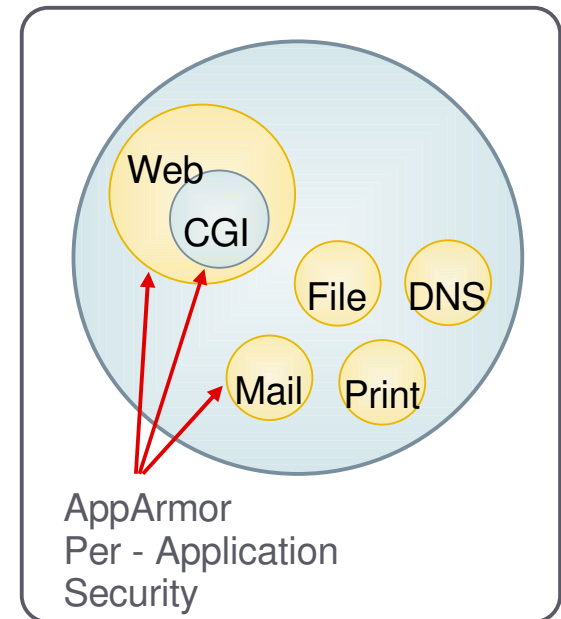 Web
CGI
File
DNS
Mail
Print
AppArmor
Per - Application
Security